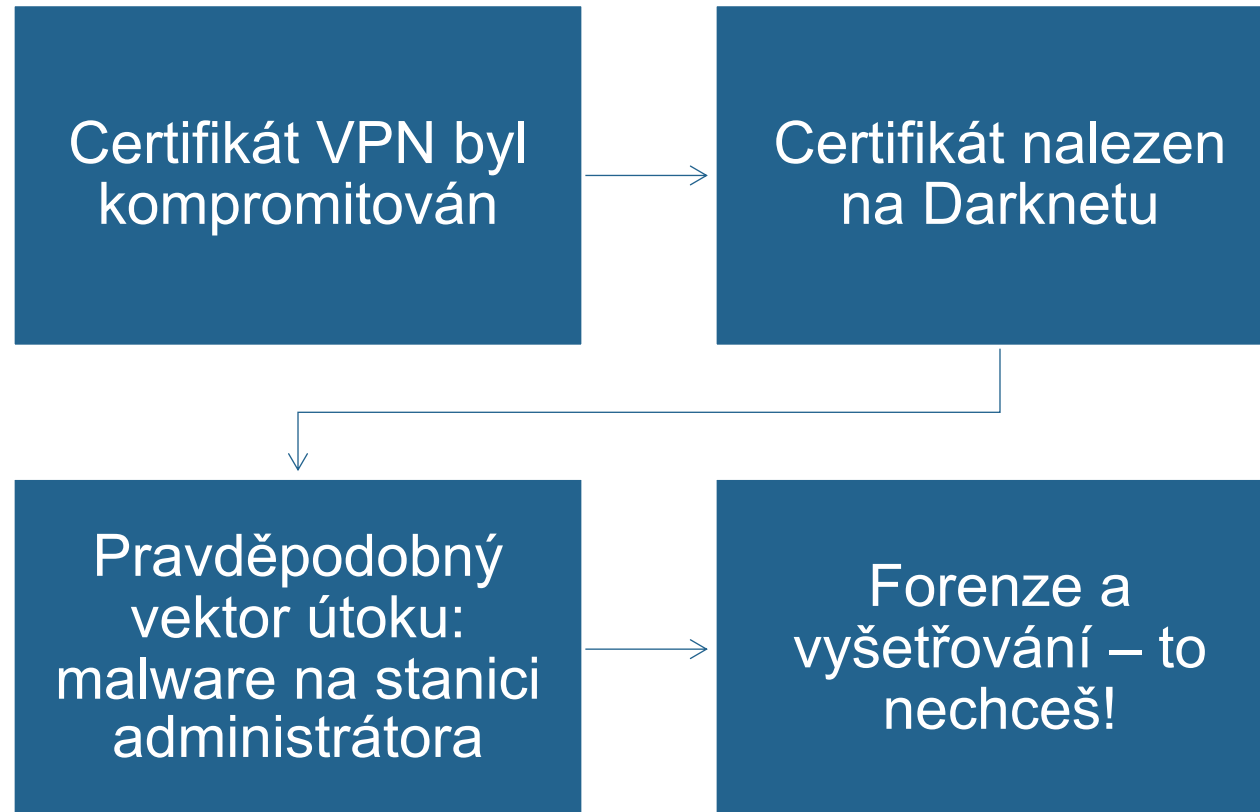 Certifikát VPN byl
kompromitován
Certifikát nalezen
na Darknetu
Pravděpodobný
vektor útoku:
malware na stanici
administrátora
Forenze a
vyšetřování – to
nechceš!